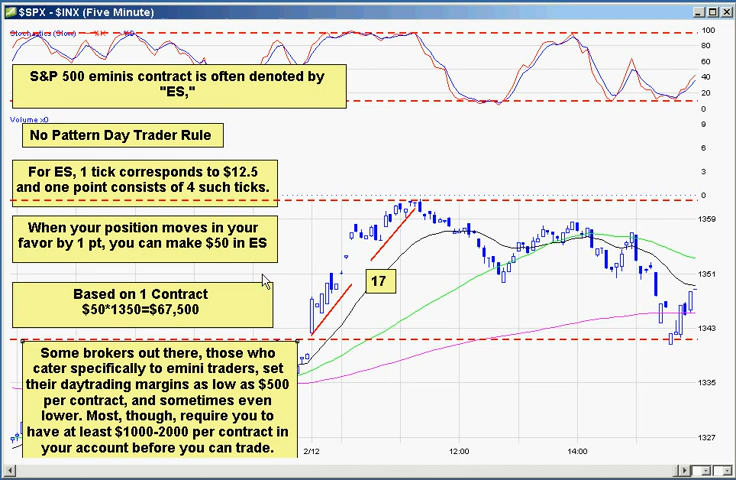 $SPX - $INX (Five Minute)
Stochastics (Slow)
100
80
60
40
20
0
S&P 500 eminis contract is often denoted by
"ES,"
Volume x0
9
6
3
0
No Pattern Day Trader Rule
For ES, 1 tick corresponds to $12.5
and one point consists of 4 such ticks.
When your position moves in your
favor by 1 pt, you can make $50 in ES
17
Based on 1 Contract
$50*1350=$67,500
Some brokers out there, those who
cater specifically to emini traders, set
their daytrading margins as low as $500
per contract, and sometimes even
lower. Most, though, require you to
have at least $1000-2000 per contract in
your account before you can trade.
1359
1351
1343
1335
1327
2/12
12:00
14:00